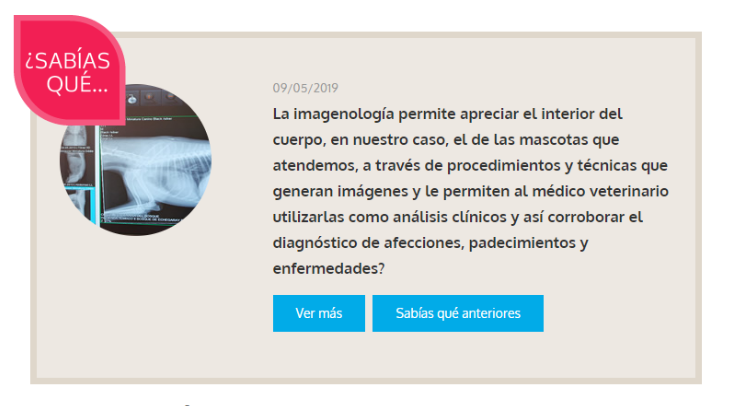 ¿SABÍAS
QUÉ...
09/05/2019
La imagenología permite apreciar el interior del
cuerpo, en nuestro caso, el de las mascotas que
atendemos, a través de procedimientos y técnicas que
generan imágenes y le permiten al médico veterinario
utilizarlas como análisis clínicos y así corroborar el
diagnóstico de afecciones, padecimientos y
enfermedades?
Ver más
Sabías qué anteriores